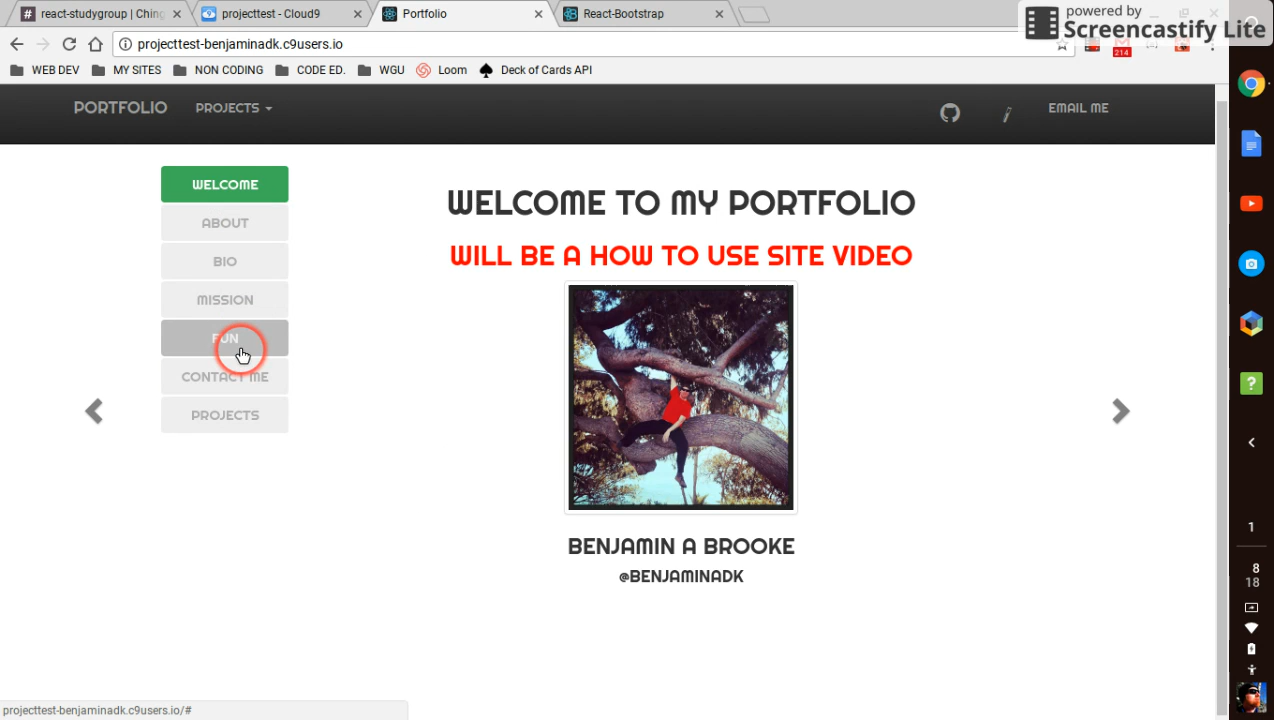 react-studygroup | Ching
projecttest - Cloud9
Portfolio
React-Bootstrap
powered by
Screencastify Lite
projecttest-benjaminadk.c9users.io
214
WEB DEV
MY SITES
NON CODING
CODE ED.
WGU
Loom
Deck of Cards API
PORTFOLIO
PROJECTS
EMAIL ME
WELCOME
ABOUT
BIO
MISSION
FUN
CONTACT ME
PROJECTS
WELCOME TO MY PORTFOLIO
WILL BE A HOW TO USE SITE VIDEO
BENJAMIN A BROOKE
@BENJAMINADK
1
8
18
projecttest-benjaminadk.c9users.io/#